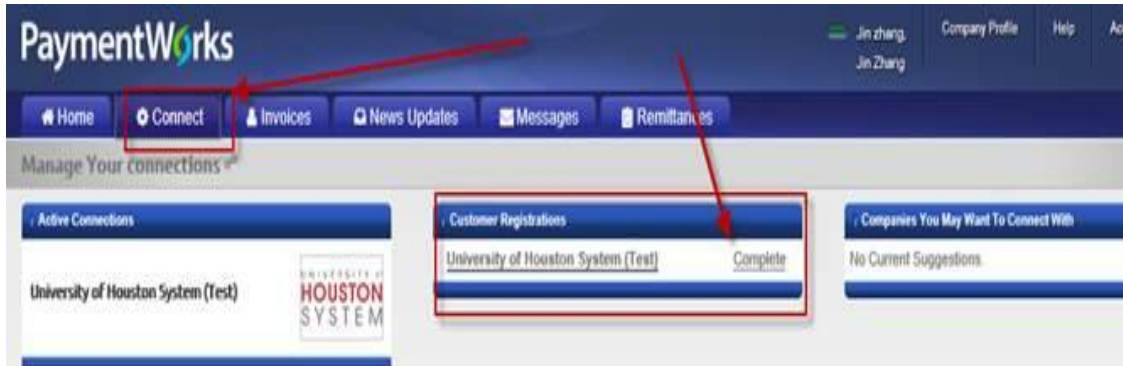 PaymentWorks
Jin zhang,
Jin Zhang
Company Profile
Help
Home
Connect
Invoices
News Updates
Messages
Remittances
Manage Your connections
Active Connections
University of Houston System (Test)
UNIVERSITY of
HOUSTON
SYSTEM
Customer Registrations
University of Houston System (Test) Complete
Companies You May Want To Connect With
No Current Suggestions.